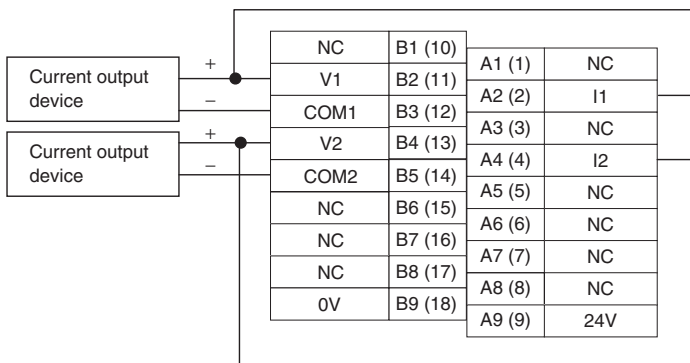 Current output
device
+
−
Current output
device
+
−
NC B1 (10)
V1 B2 (11)
COM1 B3 (12)
V2 B4 (13)
COM2 B5 (14)
NC B6 (15)
NC B7 (16)
NC B8 (17)
0V B9 (18)
A1 (1) NC
A2 (2) I1
A3 (3) NC
A4 (4) I2
A5 (5) NC
A6 (6) NC
A7 (7) NC
A8 (8) NC
A9 (9) 24V